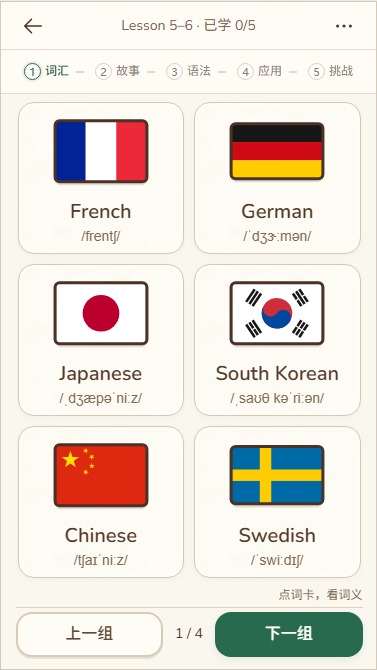 Lesson 5–6 · 已学 0/5
1 词汇 – 2 故事 – 3 语法 – 4 应用 – 5 挑战
French
/frentʃ/
German
/ˈdʒɝːmən/
Japanese
/ˌdʒæpəˈniːz/
South Korean
/ˌsaʊθ kəˈriːən/
Chinese
/tʃaɪˈniːz/
Swedish
/ˈswiːdɪʃ/
点词卡，看词义
上一组
1 / 4
下一组